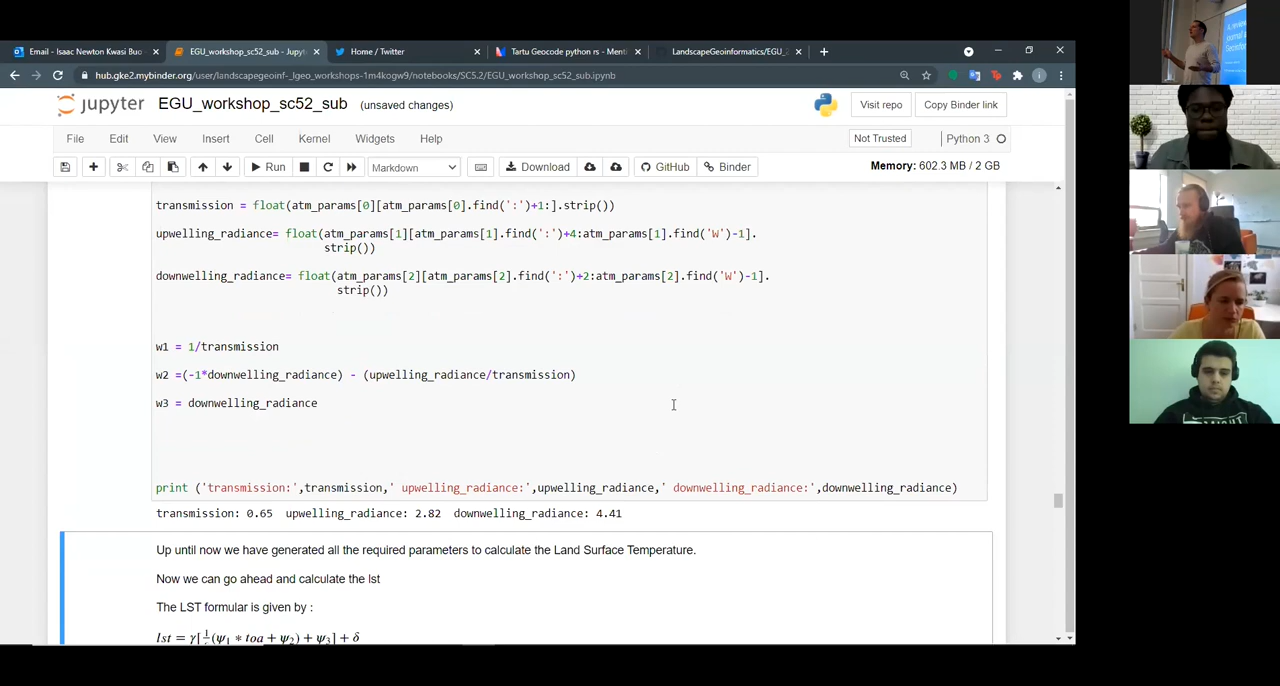 Email - Isaac Newton Kwasi Buo -
EGU_workshop_sc52_sub - Jupyt
Home / Twitter
Tartu Geocode python rs - Menti
LandscapeGeoinformatics/EGU_
hub.gke2.mybinder.org/user/landscapegeoinf-_lgeo_workshops-1m4kogw9/notebooks/SC5.2/EGU_workshop_sc52_sub.ipynb
jupyter EGU_workshop_sc52_sub (unsaved changes)
Visit repo Copy Binder link
File Edit View Insert Cell Kernel Widgets Help
Not Trusted Python 3
Run Markdown Download GitHub Binder Memory: 602.3 MB / 2 GB
transmission = float(atm_params[0][atm_params[0].find(':')+1:].strip())
upwelling_radiance= float(atm_params[1][atm_params[1].find(':')+4:atm_params[1].find('W')-1].
strip())
downwelling_radiance= float(atm_params[2][atm_params[2].find(':')+2:atm_params[2].find('W')-1].
strip())
w1 = 1/transmission
w2 =(-1*downwelling_radiance) - (upwelling_radiance/transmission)
w3 = downwelling_radiance
print ('transmission:',transmission,' upwelling_radiance:',upwelling_radiance,' downwelling_radiance:',downwelling_radiance)
transmission: 0.65 upwelling_radiance: 2.82 downwelling_radiance: 4.41
Up until now we have generated all the required parameters to calculate the Land Surface Temperature.
Now we can go ahead and calculate the lst
The LST formular is given by :